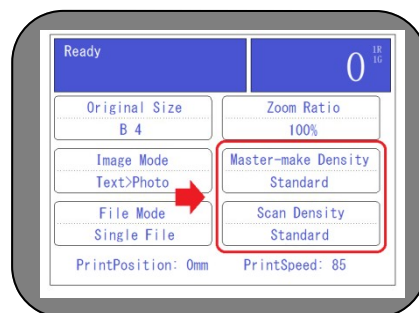 Ready
0 1R
1G
Original Size
B 4
Zoom Ratio
100%
Image Mode
Text>Photo
Master-make Density
Standard
File Mode
Single File
Scan Density
Standard
PrintPosition: 0mm PrintSpeed: 85